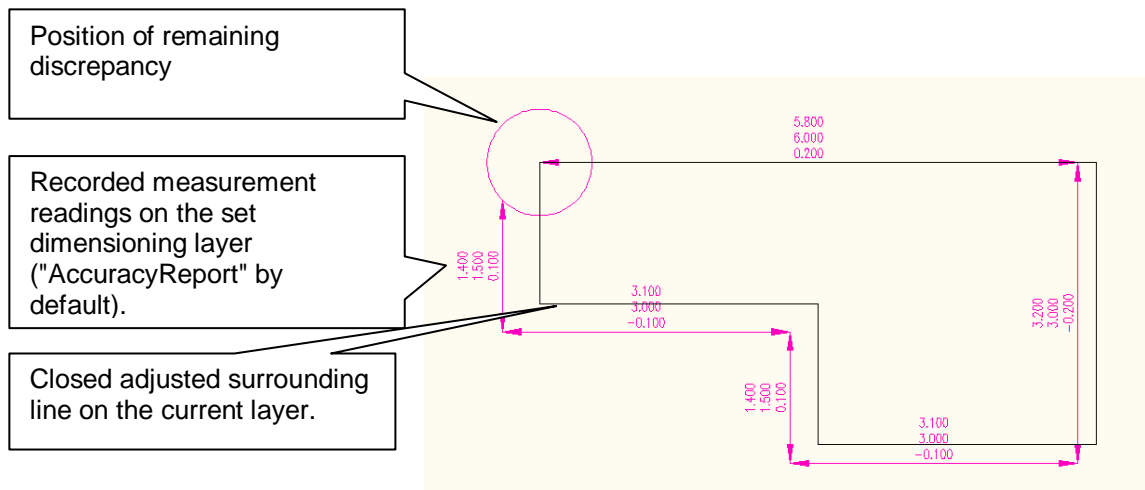 Position of remaining
discrepancy
Recorded measurement
readings on the set
dimensioning layer
("AccuracyReport" by
default).
Closed adjusted surrounding
line on the current layer.
5.800
6.000
0.200
1.400
1.500
0.100
3.100
3.000
-0.100
3.200
3.000
-0.200
1.400
1.500
0.100
3.100
3.000
-0.100